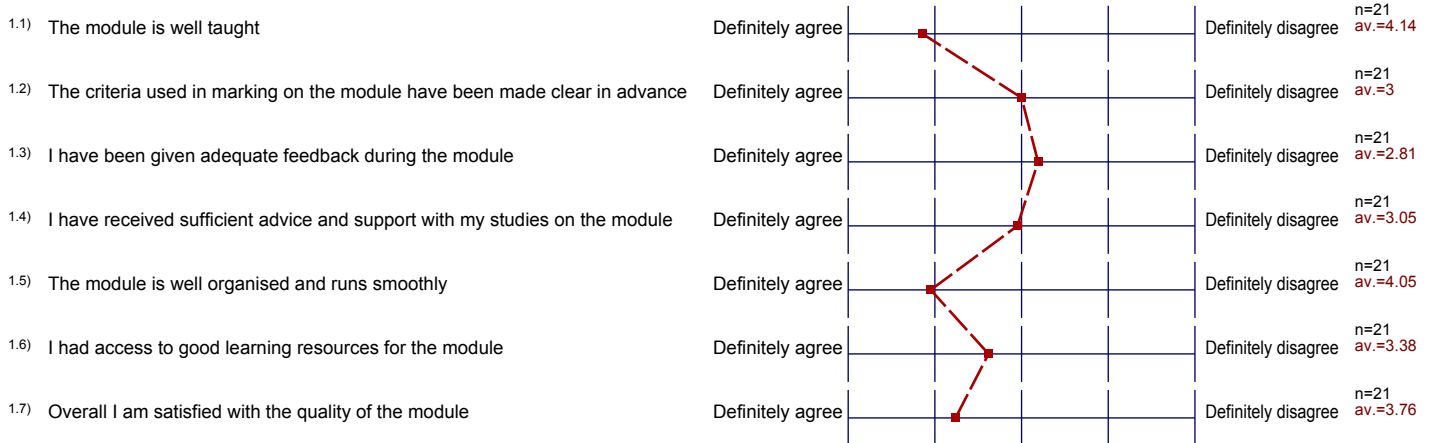 1.1) The module is well taught Definitely agree Definitely disagree n=21 av.=4.14
1.2) The criteria used in marking on the module have been made clear in advance Definitely agree Definitely disagree n=21 av.=3
1.3) I have been given adequate feedback during the module Definitely agree Definitely disagree n=21 av.=2.81
1.4) I have received sufficient advice and support with my studies on the module Definitely agree Definitely disagree n=21 av.=3.05
1.5) The module is well organised and runs smoothly Definitely agree Definitely disagree n=21 av.=4.05
1.6) I had access to good learning resources for the module Definitely agree Definitely disagree n=21 av.=3.38
1.7) Overall I am satisfied with the quality of the module Definitely agree Definitely disagree n=21 av.=3.76